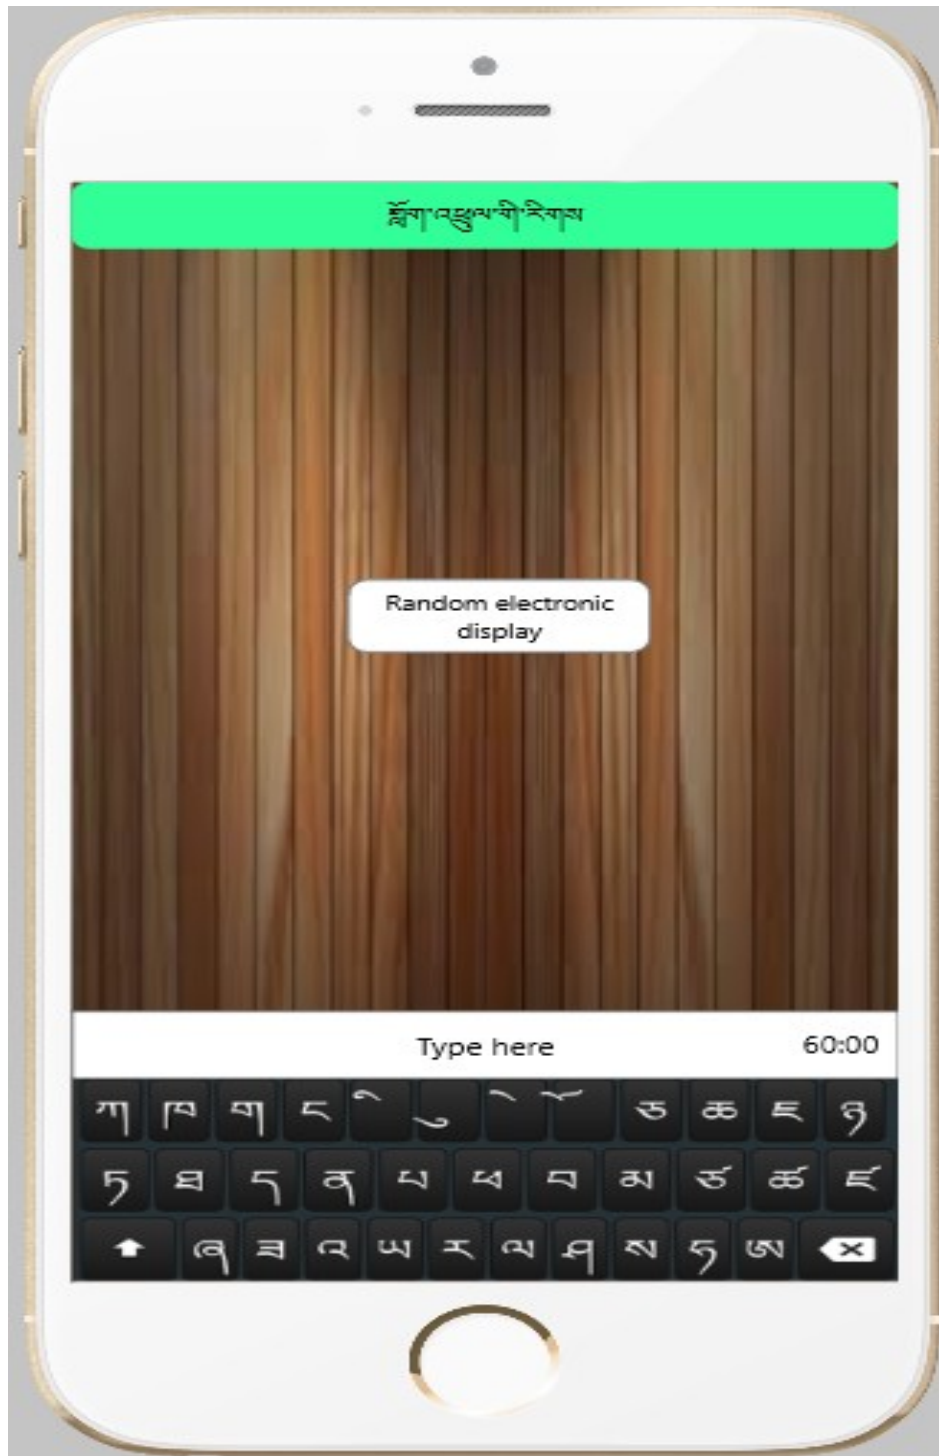 གློག་འཕྲུལ་གི་རིགས
Random electronic
display
Type here
60:00
ཀ ཁ ག ང ི ུ ེ ོ ཅ ཆ ཇ ཉ
ཏ ཐ ད ན པ ཕ བ མ ཙ ཚ ཛ
ཞ ཟ འ ཡ ར ལ ཤ ས ཧ ཨ